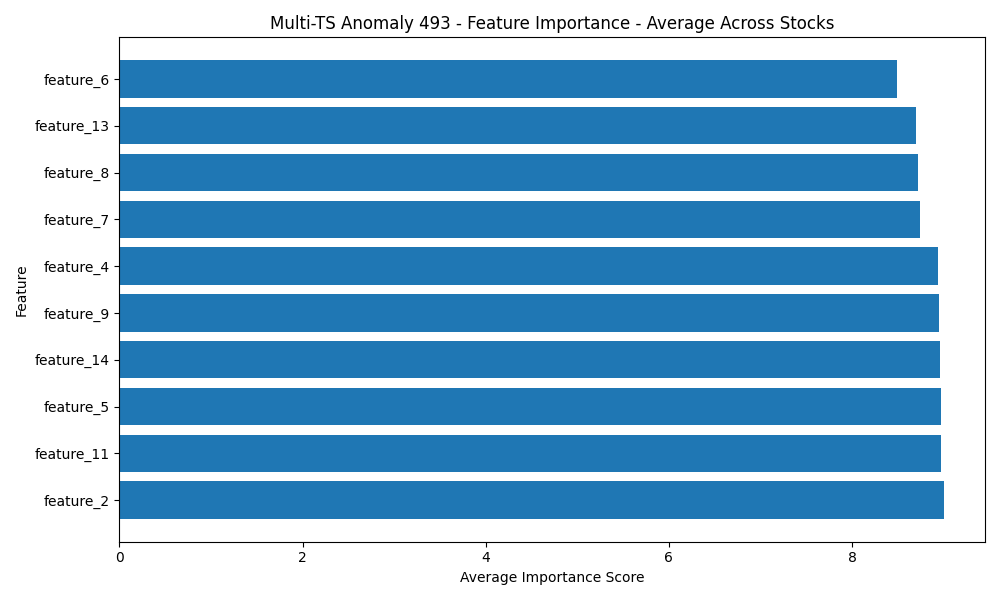 Multi-TS Anomaly 493 - Feature Importance - Average Across Stocks
feature_6
feature_13
feature_8
feature_7
feature_4
feature_9
feature_14
feature_5
feature_11
feature_2
Feature
0 2 4 6 8
Average Importance Score